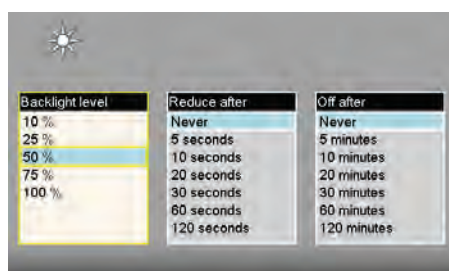 Backlight level
10 %
25 %
50 %
75 %
100 %
Reduce after
Never
5 seconds
10 seconds
20 seconds
30 seconds
60 seconds
120 seconds
Off after
Never
5 minutes
10 minutes
20 minutes
30 minutes
60 minutes
120 minutes